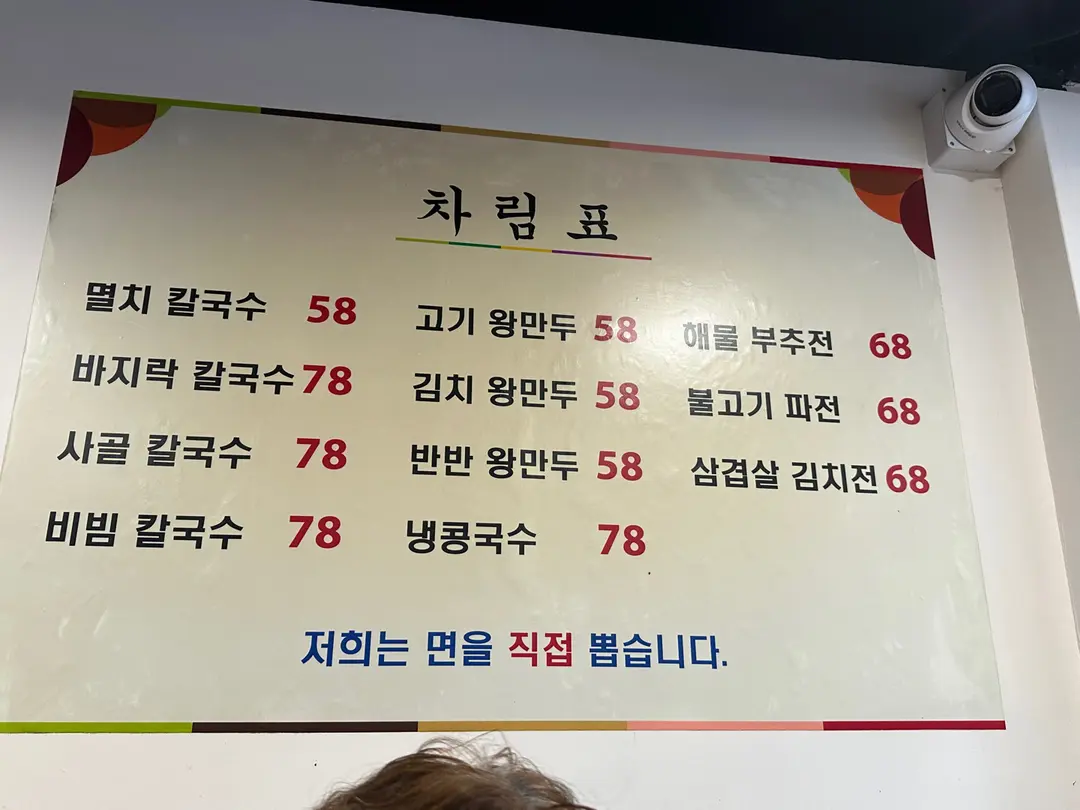 차림표
멸치 칼국수 58
바지락 칼국수 78
사골 칼국수 78
비빔 칼국수 78
고기 왕만두 58
김치 왕만두 58
반반 왕만두 58
냉콩국수 78
해물 부추전 68
불고기 파전 68
삼겹살 김치전 68
저희는 면을 직접 뽑습니다.